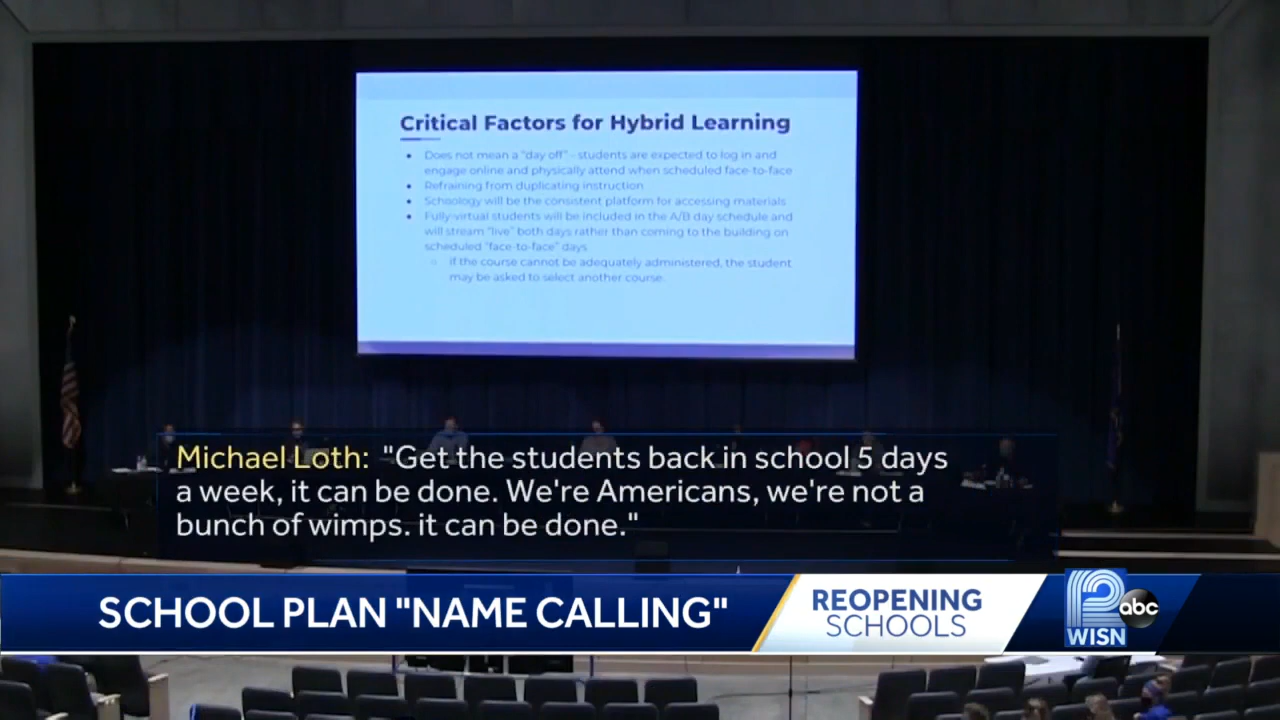 Critical Factors for Hybrid Learning
• Does not mean a "day off" - students are expected to log in and
engage online and physically attend when scheduled face-to-face
• Refraining from duplicating instruction
• Schoology will be the consistent platform for accessing materials
• Fully-virtual students will be included in the A/B day schedule and
will stream "live" both days rather than coming to the building on
scheduled "face-to-face" days
○ if the course cannot be adequately administered, the student
may be asked to select another course.
Michael Loth: "Get the students back in school 5 days
a week, it can be done. We're Americans, we're not a
bunch of wimps. it can be done."
SCHOOL PLAN "NAME CALLING"
REOPENING
SCHOOLS
12
abc
WISN